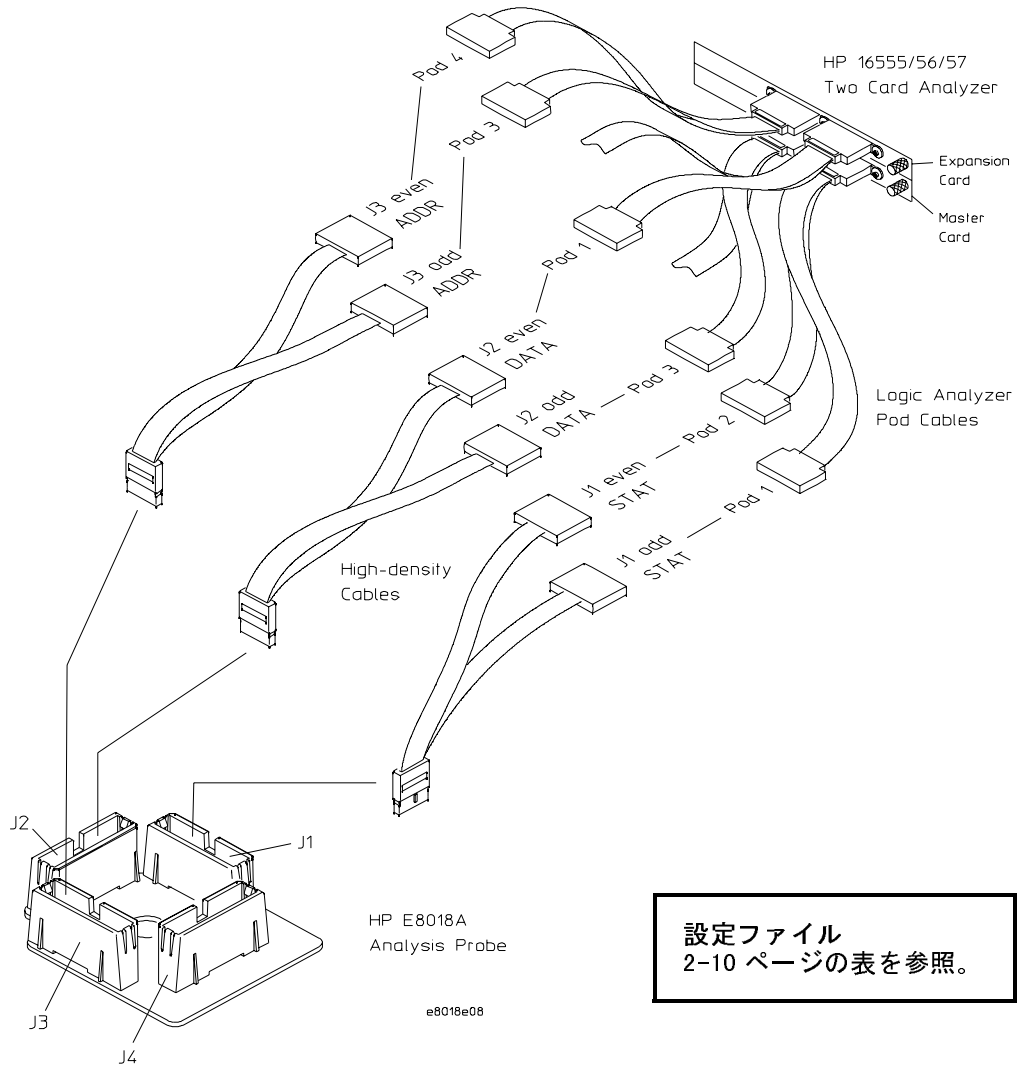 Pod 4
HP 16555/56/57
Two Card Analyzer
Pod 3
Expansion
Card
Master
Card
J3 even
ADDR
J3 odd
ADDR
Pod 1
J2 even
DATA
J2 odd
DATA
Pod 3
Logic Analyzer
Pod Cables
Pod 2
J1 even
STAT
Pod 1
J1 odd
STAT
High-density
Cables
J2
J1
HP E8018A
Analysis Probe
設定ファイル
2-10 ページの表を参照。
e8018e08
J3
J4